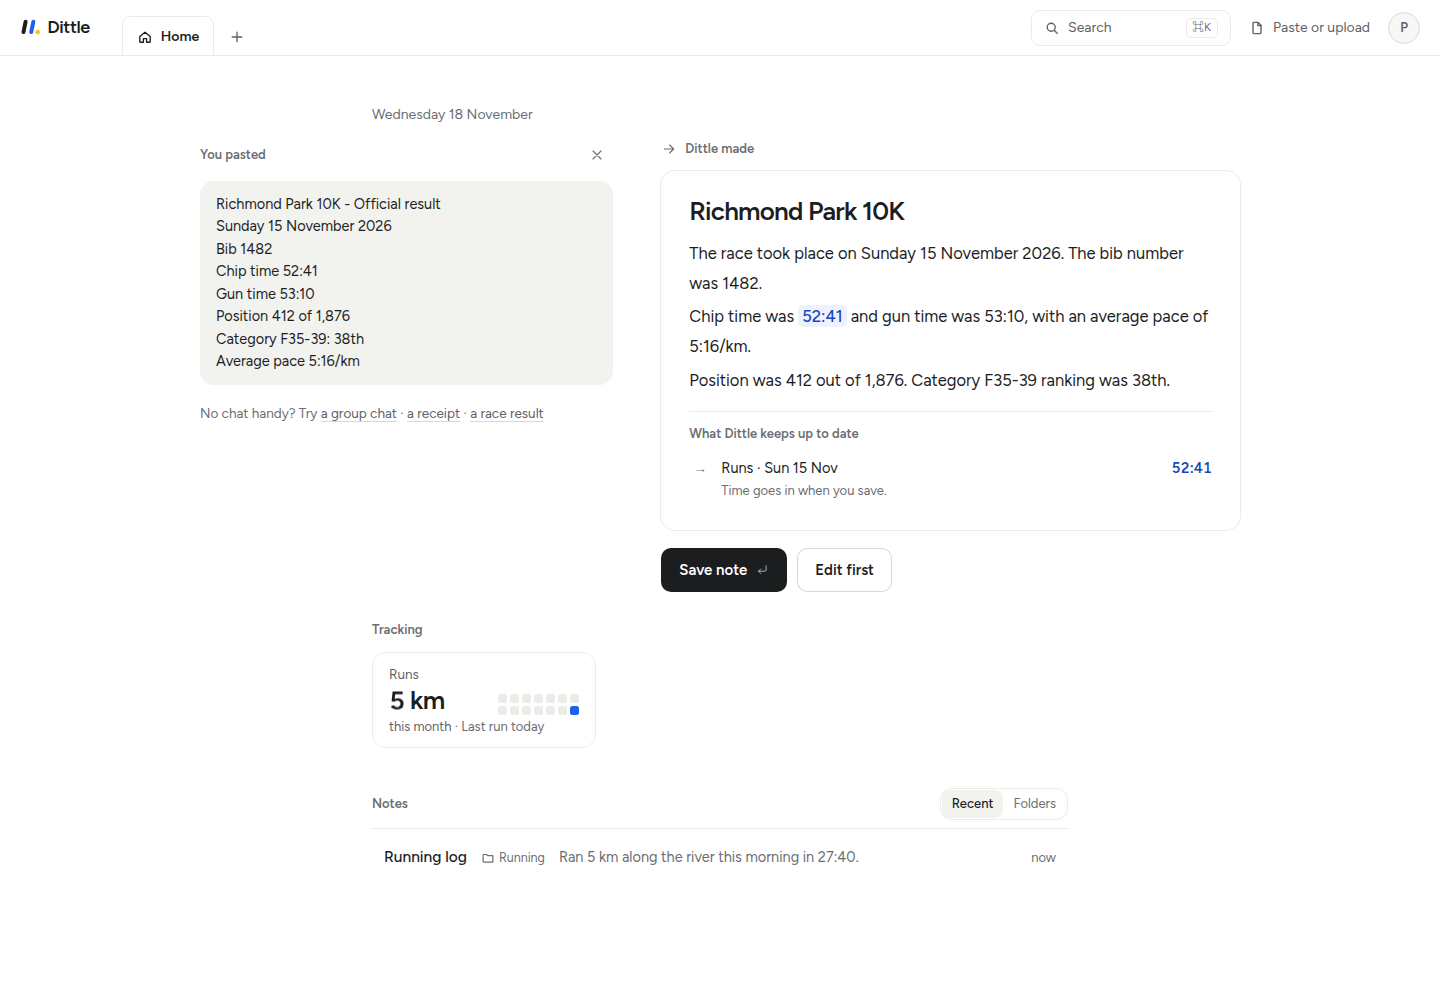 Dittle
Home
Search
⌘K
Paste or upload
P
Wednesday 18 November
You pasted
Richmond Park 10K - Official result
Sunday 15 November 2026
Bib 1482
Chip time 52:41
Gun time 53:10
Position 412 of 1,876
Category F35-39: 38th
Average pace 5:16/km
No chat handy? Try a group chat · a receipt · a race result
→ Dittle made
Richmond Park 10K
The race took place on Sunday 15 November 2026. The bib number
was 1482.
Chip time was 52:41 and gun time was 53:10, with an average pace of
5:16/km.
Position was 412 out of 1,876. Category F35-39 ranking was 38th.
What Dittle keeps up to date
→ Runs · Sun 15 Nov 52:41
Time goes in when you save.
Save note
Edit first
Tracking
Runs
5 km
this month · Last run today
Notes
Recent Folders
Running log Running Ran 5 km along the river this morning in 27:40. now